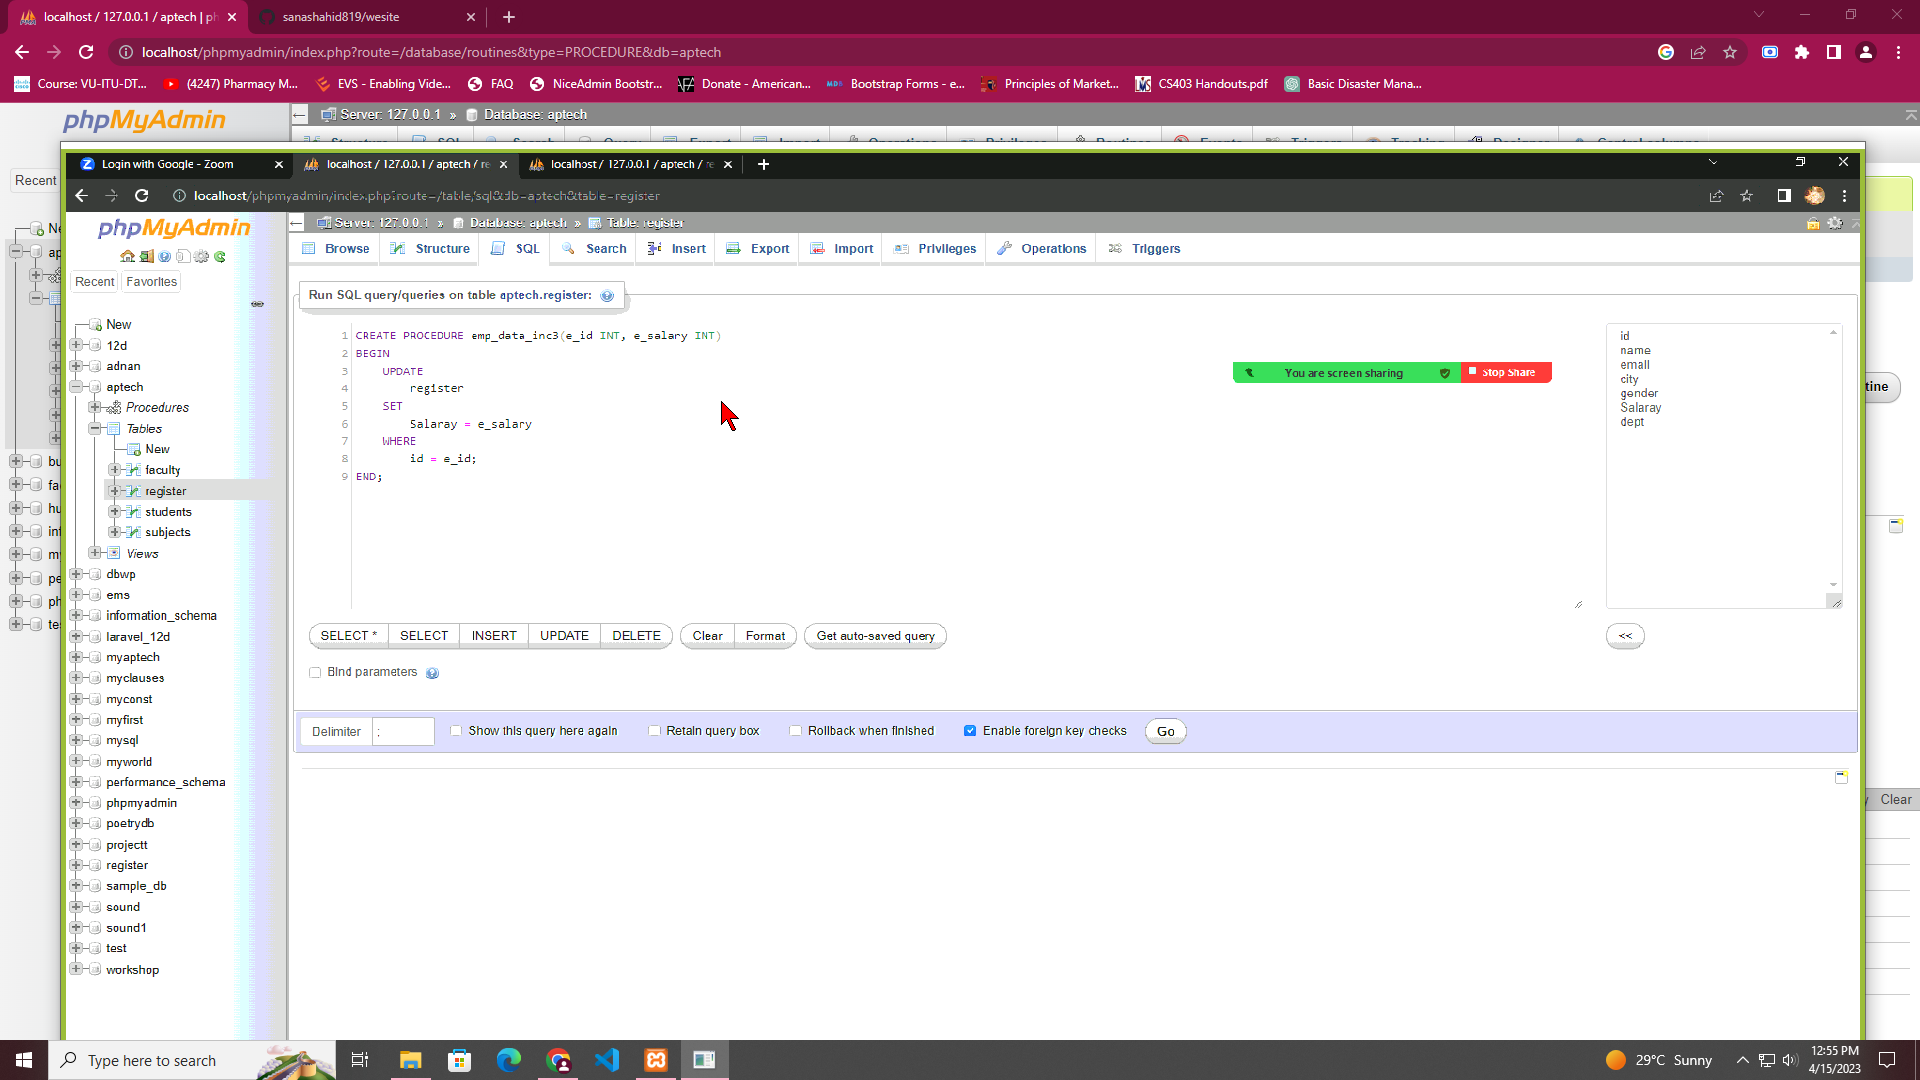 localhost / 127.0.0.1 / aptech | ph
sanashahid819/wesite
localhost/phpmyadmin/index.php?route=/database/routines&type=PROCEDURE&db=aptech
Course: VU-ITU-DT...
(4247) Pharmacy M...
EVS - Enabling Vide...
FAQ
NiceAdmin Bootstr...
Donate - American...
Bootstrap Forms - e...
Principles of Market...
CS403 Handouts.pdf
Basic Disaster Mana...
phpMyAdmin
Server: 127.0.0.1 » Database: aptech
Recent
Login with Google - Zoom
localhost / 127.0.0.1 / aptech / re
localhost / 127.0.0.1 / aptech / re
localhost/phpmyadmin/index.php?route=/table/sql&db=aptech&table=register
phpMyAdmin
Server: 127.0.0.1 » Database: aptech » Table: register
Browse Structure SQL Search Insert Export Import Privileges Operations Triggers
Recent Favorites
New
12d
adnan
aptech
Procedures
Tables
New
faculty
register
students
subjects
Views
dbwp
ems
information_schema
laravel_12d
myaptech
myclauses
myconst
myfirst
mysql
myworld
performance_schema
phpmyadmin
poetrydb
projectt
register
sample_db
sound
sound1
test
workshop
Run SQL query/queries on table aptech.register:
1 CREATE PROCEDURE emp_data_inc3(e_id INT, e_salary INT)
2 BEGIN
3 UPDATE
4 register
5 SET
6 Salaray = e_salary
7 WHERE
8 id = e_id;
9 END;
You are screen sharing
Stop Share
id
name
email
city
gender
Salaray
dept
tine
SELECT * SELECT INSERT UPDATE DELETE Clear Format Get auto-saved query
<<
Bind parameters
Delimiter ; Show this query here again Retain query box Rollback when finished Enable foreign key checks Go
Clear
Type here to search
29°C Sunny
12:55 PM
4/15/2023